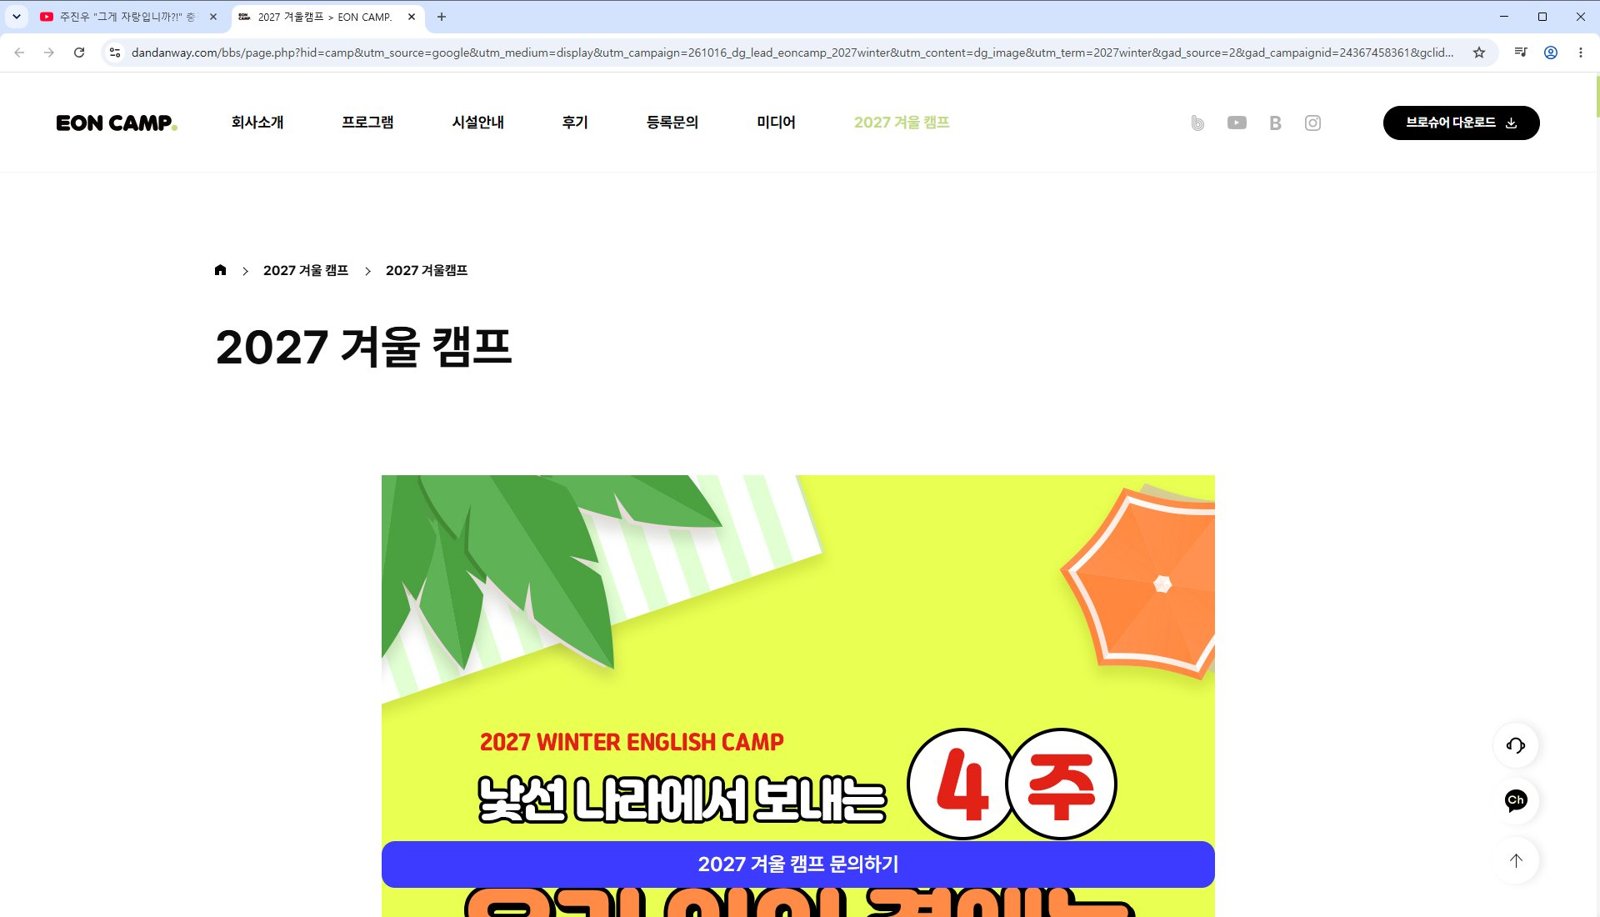 주진우 "그게 자랑입니까?!" 충
2027 겨울캠프 > EON CAMP.
dandanway.com/bbs/page.php?hid=camp&utm_source=google&utm_medium=display&utm_campaign=261016_dg_lead_eoncamp_2027winter&utm_content=dg_image&utm_term=2027winter&gad_source=2&gad_campaignid=24367458361&gclid...
EON CAMP.
회사소개
프로그램
시설안내
후기
등록문의
미디어
2027 겨울 캠프
B
브로슈어 다운로드
2027 겨울 캠프 > 2027 겨울캠프
2027 겨울 캠프
2027 WINTER ENGLISH CAMP
낯선 나라에서 보내는 4주
2027 겨울 캠프 문의하기
Ch